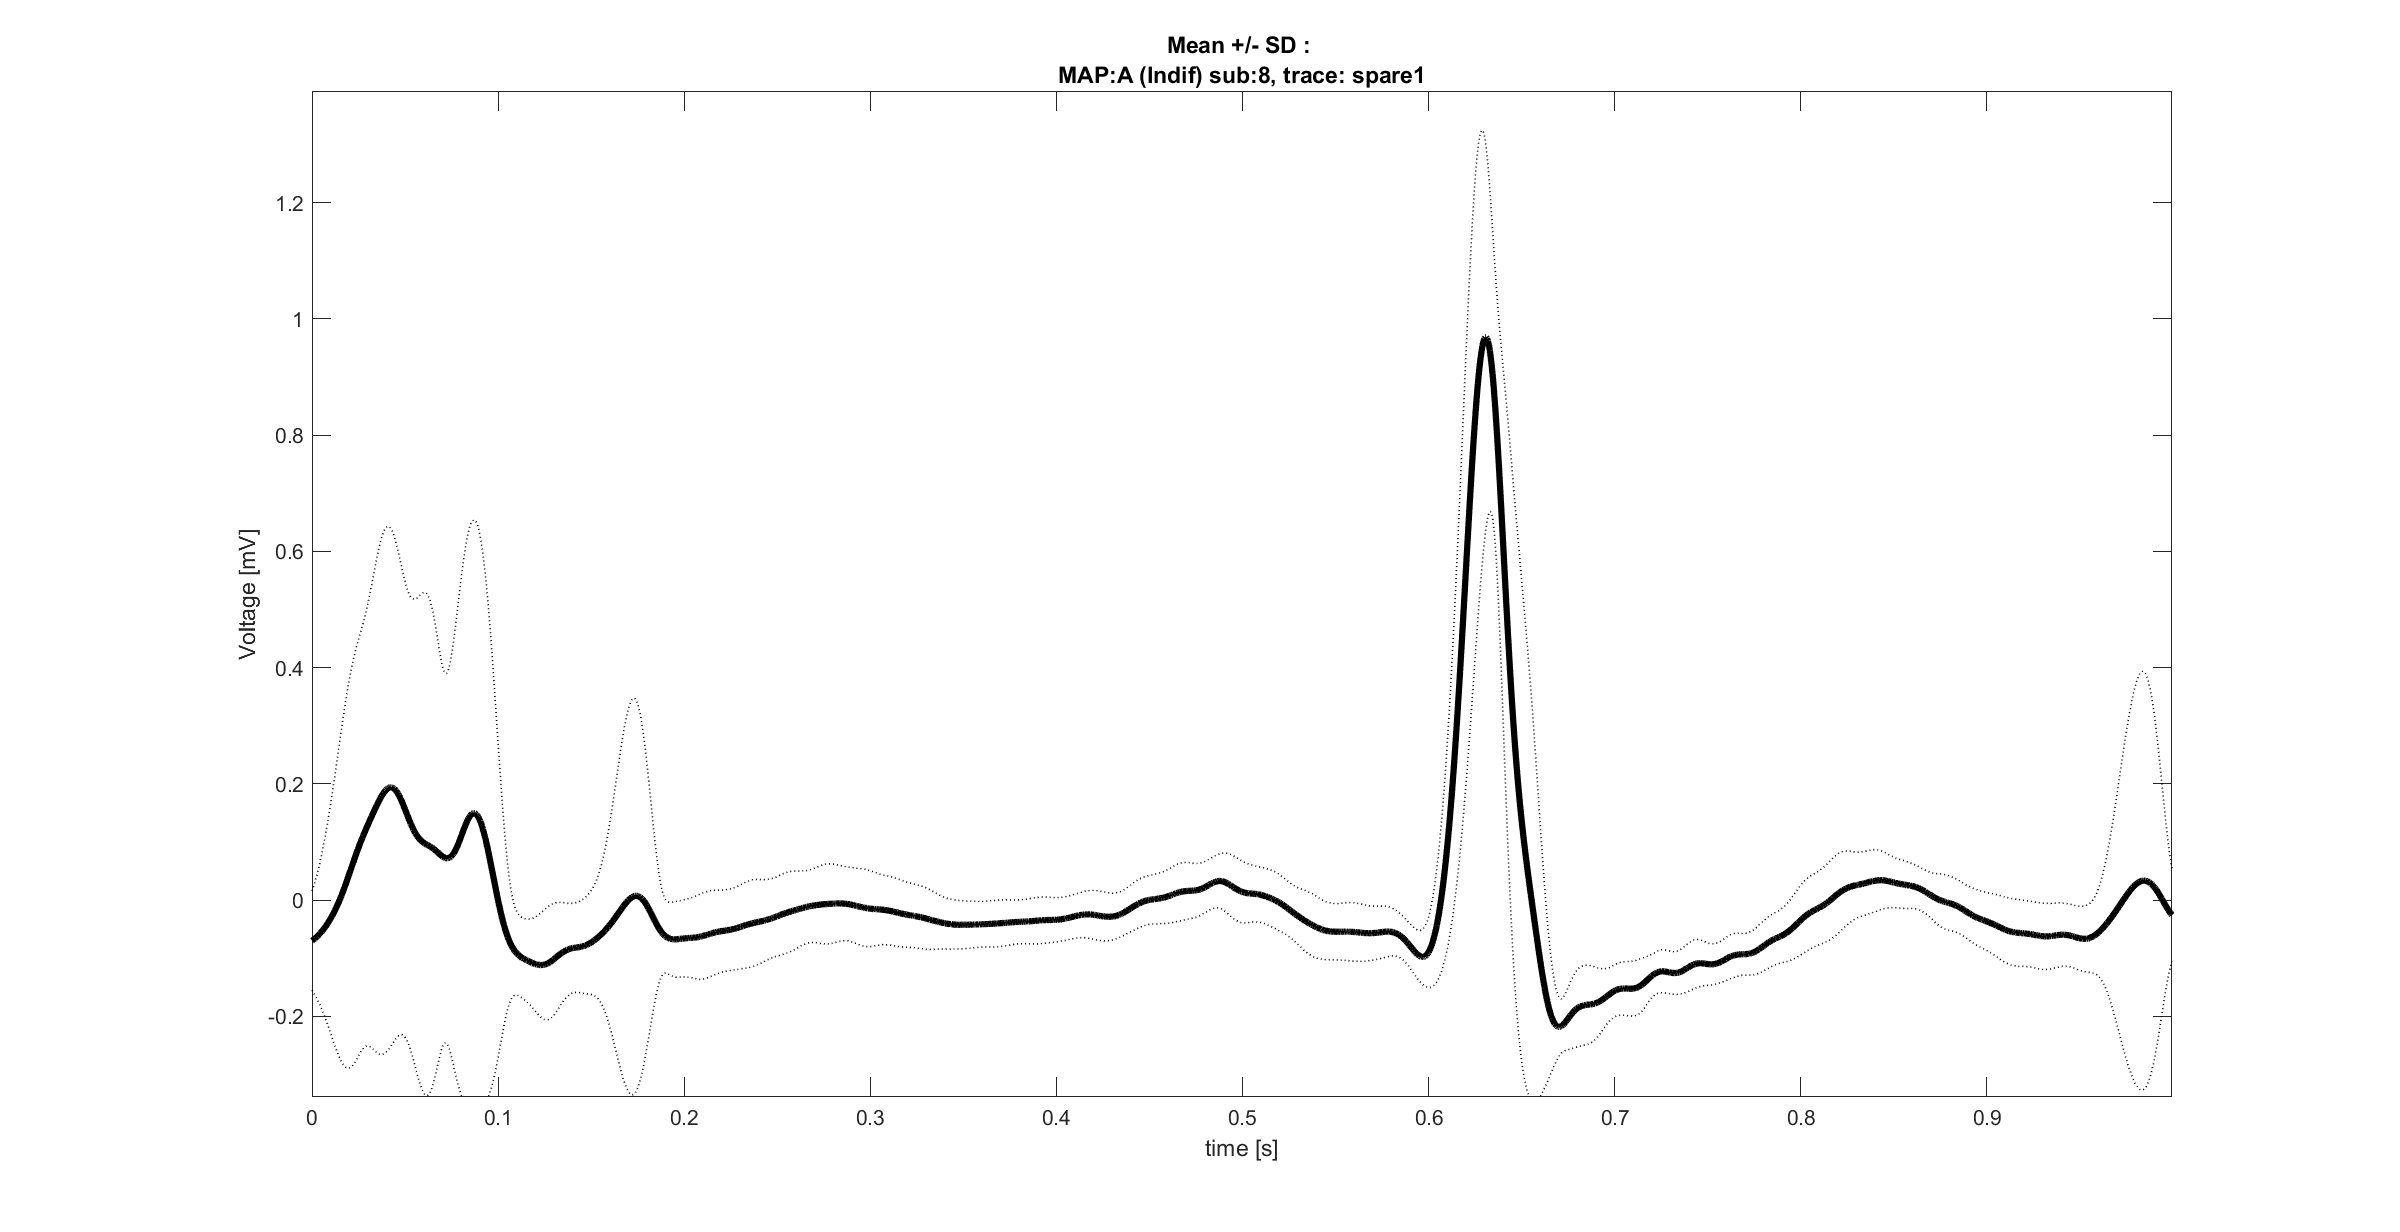 Mean +/- SD :
MAP:A (Indif) sub:8, trace: spare1
Voltage [mV]
1.2
1
0.8
0.6
0.4
0.2
0
-0.2
0 0.1 0.2 0.3 0.4 0.5 0.6 0.7 0.8 0.9
time [s]